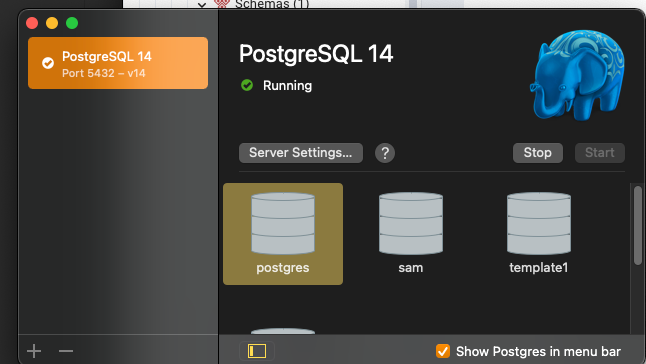 Schemas (1)
PostgreSQL 14
Port 5432 – v14
PostgreSQL 14
Running
Server Settings...
?
Stop
Start
postgres
sam
template1
Show Postgres in menu bar